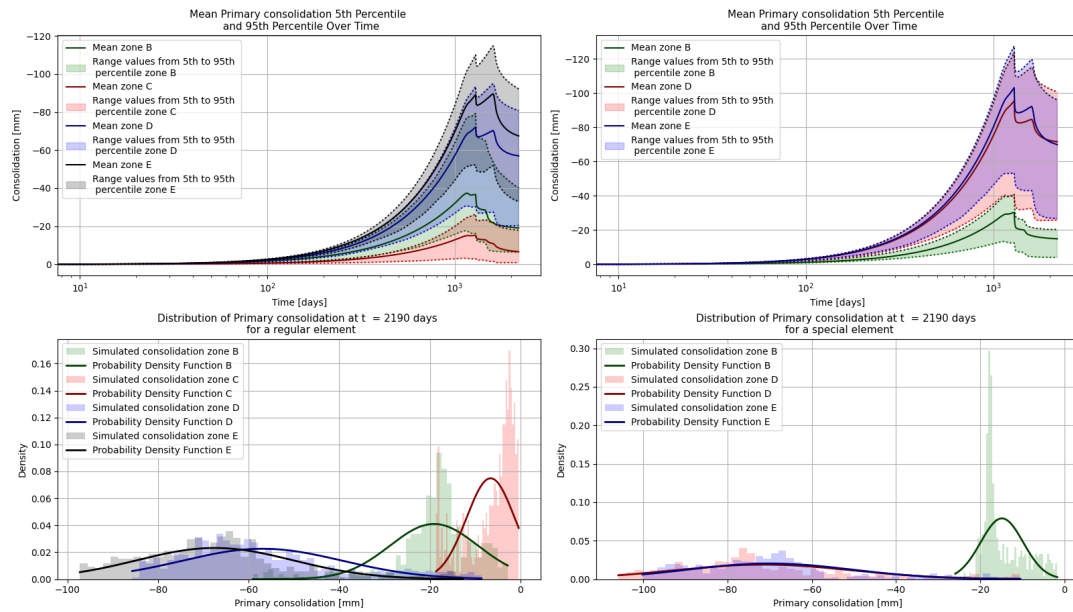 Mean Primary consolidation 5th Percentile
and 95th Percentile Over Time
Consolidation [mm]
−120
−100
−80
−60
−40
−20
0
Mean zone B
Range values from 5th to 95th
percentile zone B
Mean zone C
Range values from 5th to 95th
percentile zone C
Mean zone D
Range values from 5th to 95th
percentile zone D
Mean zone E
Range values from 5th to 95th
percentile zone E
10¹
10²
10³
Time [days]
Mean Primary consolidation 5th Percentile
and 95th Percentile Over Time
Consolidation [mm]
−120
−100
−80
−60
−40
−20
0
Mean zone B
Range values from 5th to 95th
percentile zone B
Mean zone D
Range values from 5th to 95th
percentile zone D
Mean zone E
Range values from 5th to 95th
percentile zone E
10¹
10²
10³
Time [days]
Distribution of Primary consolidation at t = 2190 days
for a regular element
Density
0.16
0.14
0.12
0.10
0.08
0.06
0.04
0.02
0.00
Simulated consolidation zone B
Probability Density Function B
Simulated consolidation zone C
Probability Density Function C
Simulated consolidation zone D
Probability Density Function D
Simulated consolidation zone E
Probability Density Function E
−100
−80
−60
−40
−20
0
Primary consolidation [mm]
Distribution of Primary consolidation at t = 2190 days
for a special element
Density
0.30
0.25
0.20
0.15
0.10
0.05
0.00
Simulated consolidation zone B
Probability Density Function B
Simulated consolidation zone D
Probability Density Function D
Simulated consolidation zone E
Probability Density Function E
−100
−80
−60
−40
−20
0
Primary consolidation [mm]